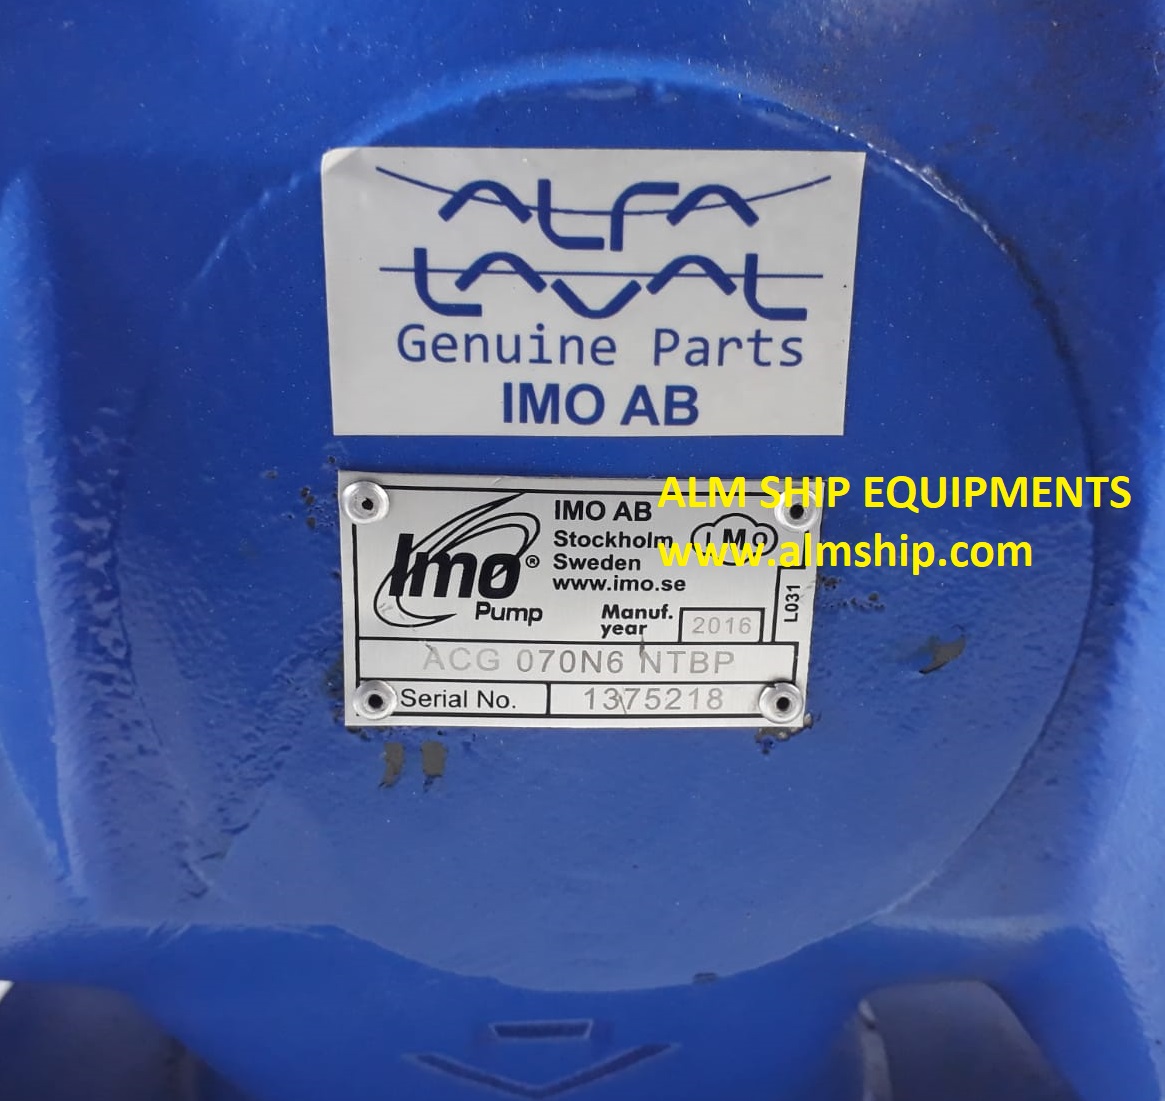 ALFA
LAVAL
Genuine Parts
IMO AB
ALM SHIP EQUIPMENTS
www.almship.com
Imo®
Pump
IMO AB
Stockholm
Sweden
www.imo.se
IMO
L031
Manuf.
year
2016
ACG 070N6 NTBP
Serial No. 1375218